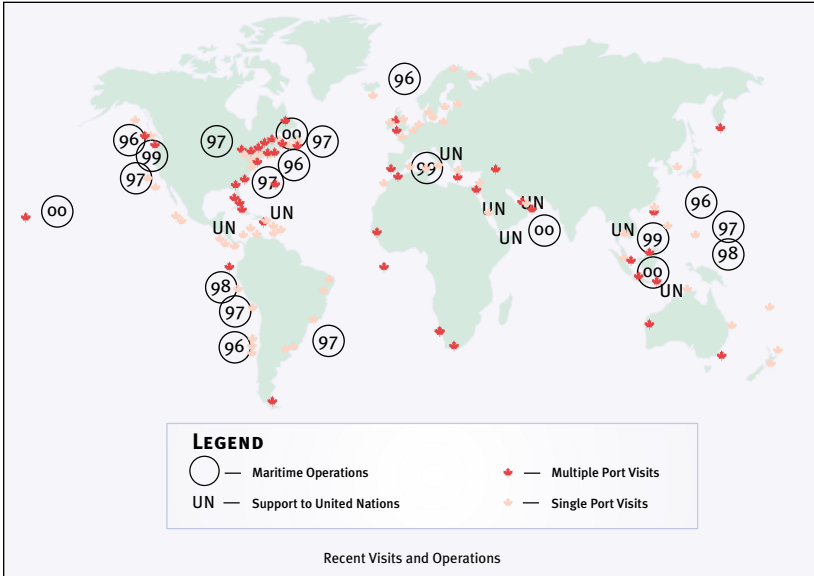 96
96
97
00
97
99
96
99
UN
97
97
UN
UN
96
00
UN
UN
UN
97
UN
UN
00
99
98
98
00
UN
97
96
97
LEGEND
— Maritime Operations
— Multiple Port Visits
UN — Support to United Nations
— Single Port Visits
Recent Visits and Operations